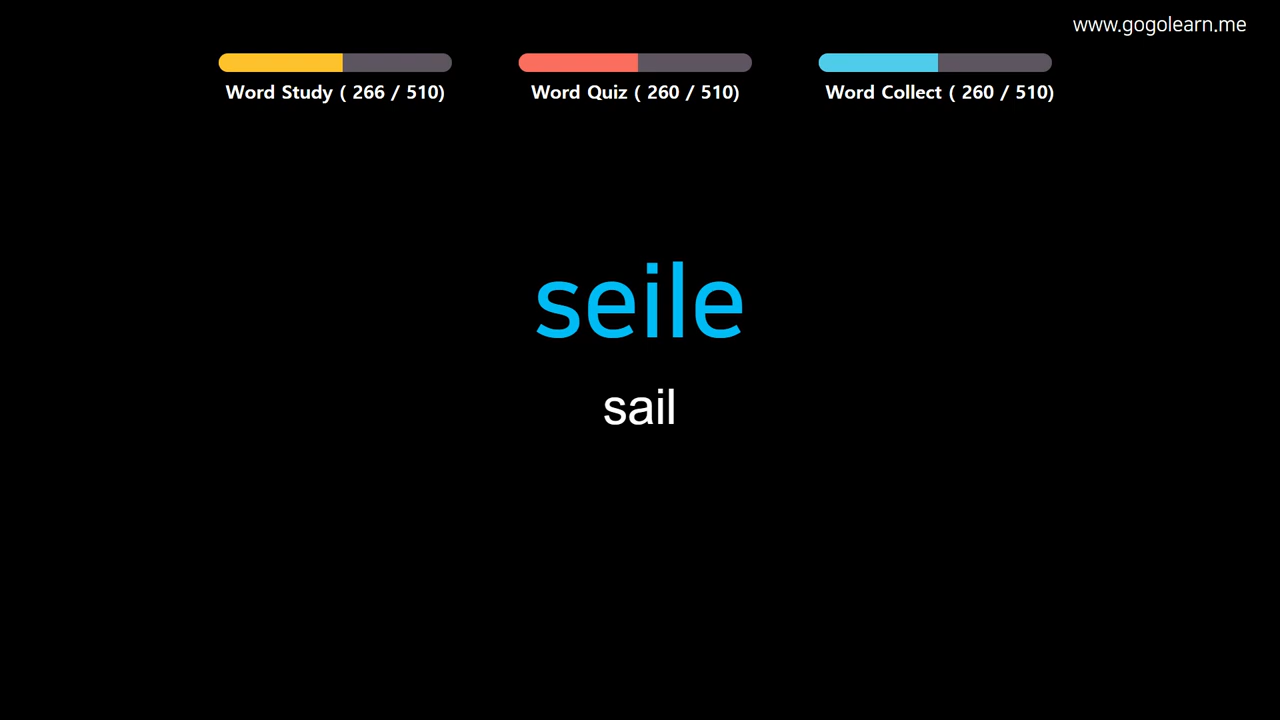 www.gogolearn.me
Word Study ( 266 / 510)
Word Quiz ( 260 / 510)
Word Collect ( 260 / 510)
seile
sail